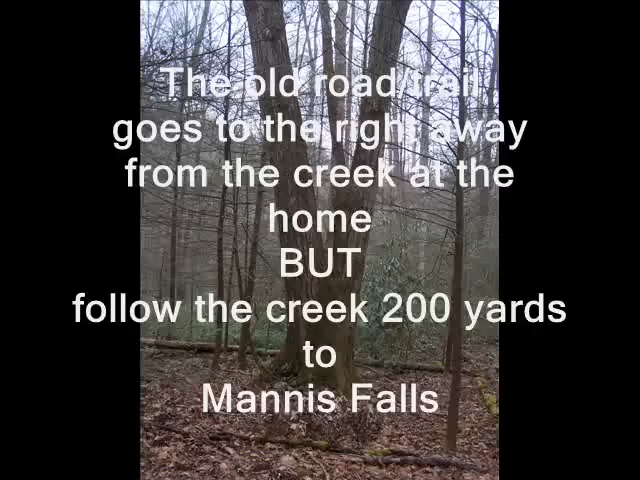 The old road/trail
goes to the right away
from the creek at the
home
BUT
follow the creek 200 yards
to
Mannis Falls